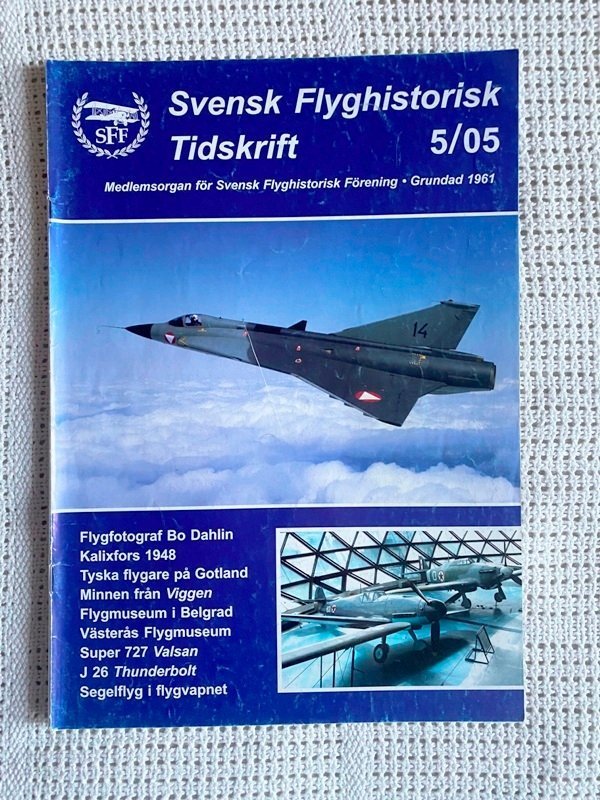 SFF
Svensk Flyghistorisk
Tidskrift 5/05
Medlemsorgan för Svensk Flyghistorisk Förening • Grundad 1961
14
Flygfotograf Bo Dahlin
Kalixfors 1948
Tyska flygare på Gotland
Minnen från Viggen
Flygmuseum i Belgrad
Västerås Flygmuseum
Super 727 Valsan
J 26 Thunderbolt
Segelflyg i flygvapnet